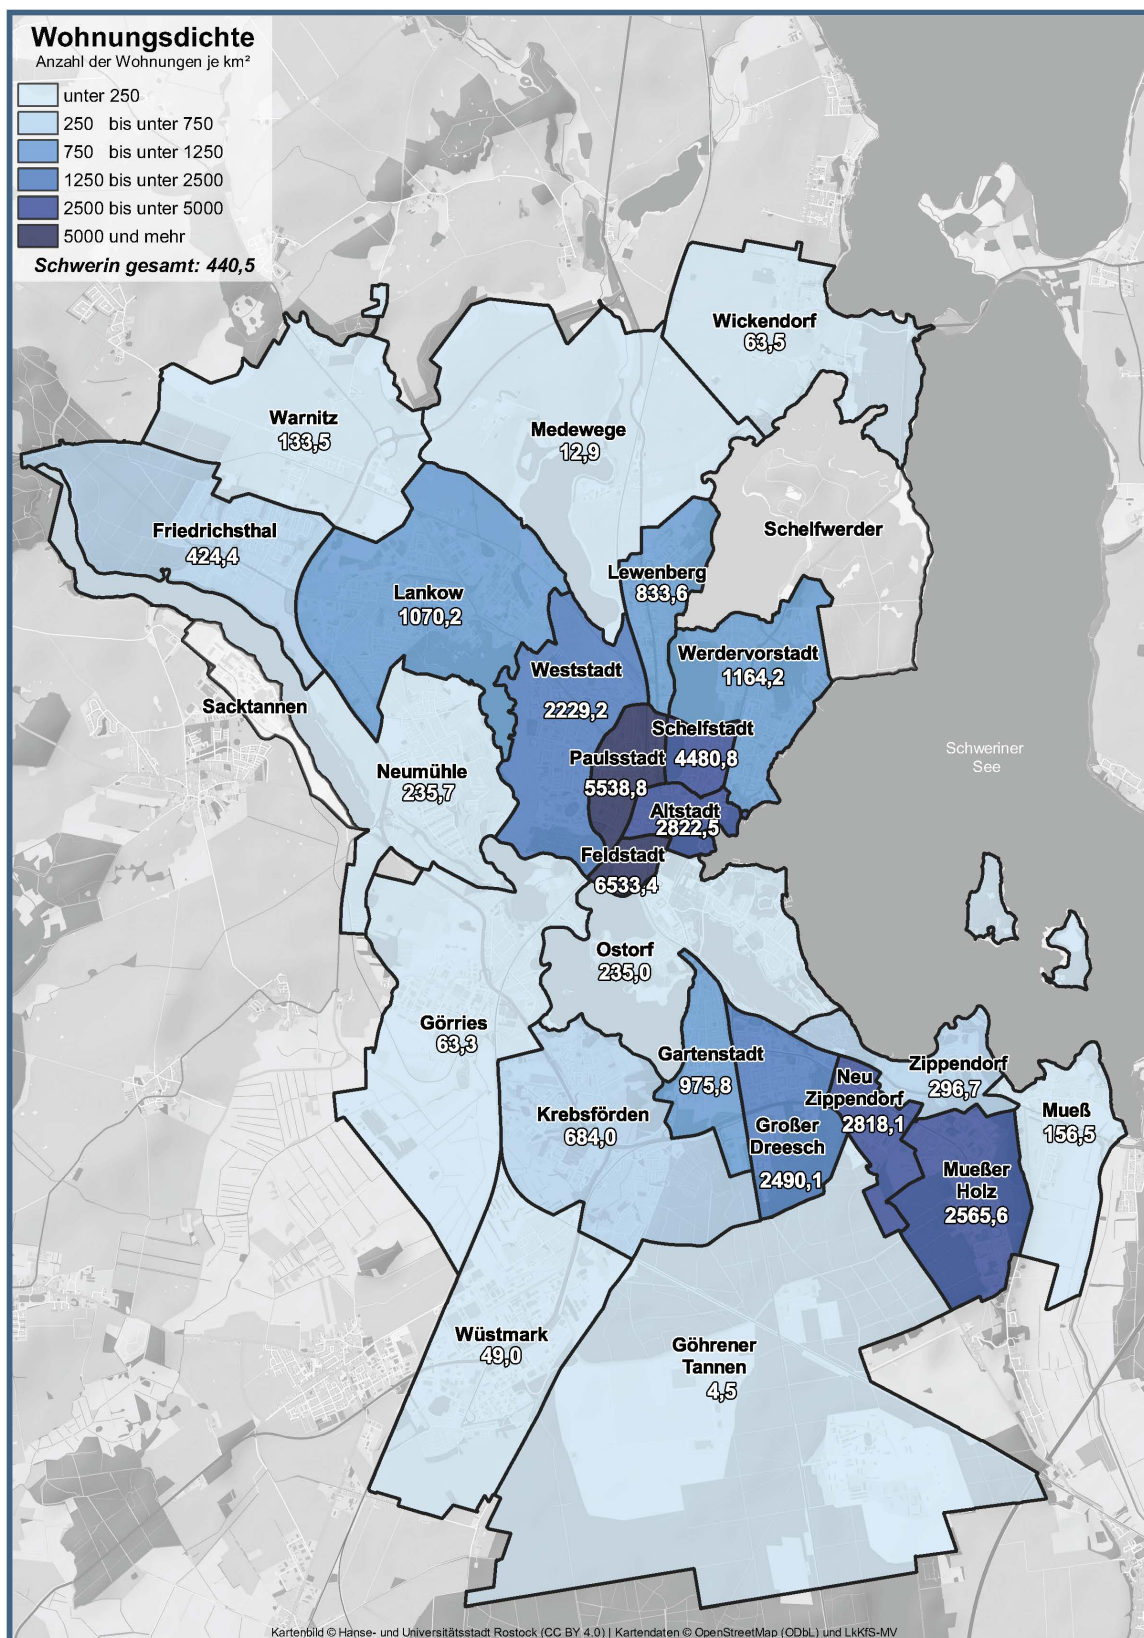 Wohnungsdichte
Anzahl der Wohnungen je km²
unter 250
250 bis unter 750
750 bis unter 1250
1250 bis unter 2500
2500 bis unter 5000
5000 und mehr
Schwerin gesamt: 440,5
Wickendorf
63,5
Warnitz
133,5
Medewege
12,9
Friedrichsthal
424,4
Schelfwerder
Lewenberg
833,6
Lankow
1070,2
Werdervorstadt
1164,2
Weststadt
2229,2
Sacktannen
Schelfstadt
4480,8
Paulsstadt
5538,8
Schweriner
See
Neumühle
235,7
Altstadt
2822,5
Feldstadt
6533,4
Ostorf
235,0
Görries
63,3
Gartenstadt
975,8
Zippendorf
296,7
Neu
Zippendorf
2818,1
Krebsförden
684,0
Mueß
156,5
Großer
Dreesch
2490,1
Mueßer
Holz
2565,6
Wüstmark
49,0
Göhrener
Tannen
4,5
Kartenbild © Hanse- und Universitätsstadt Rostock (CC BY 4.0) | Kartendaten © OpenStreetMap (ODbL) und LkKfS-MV